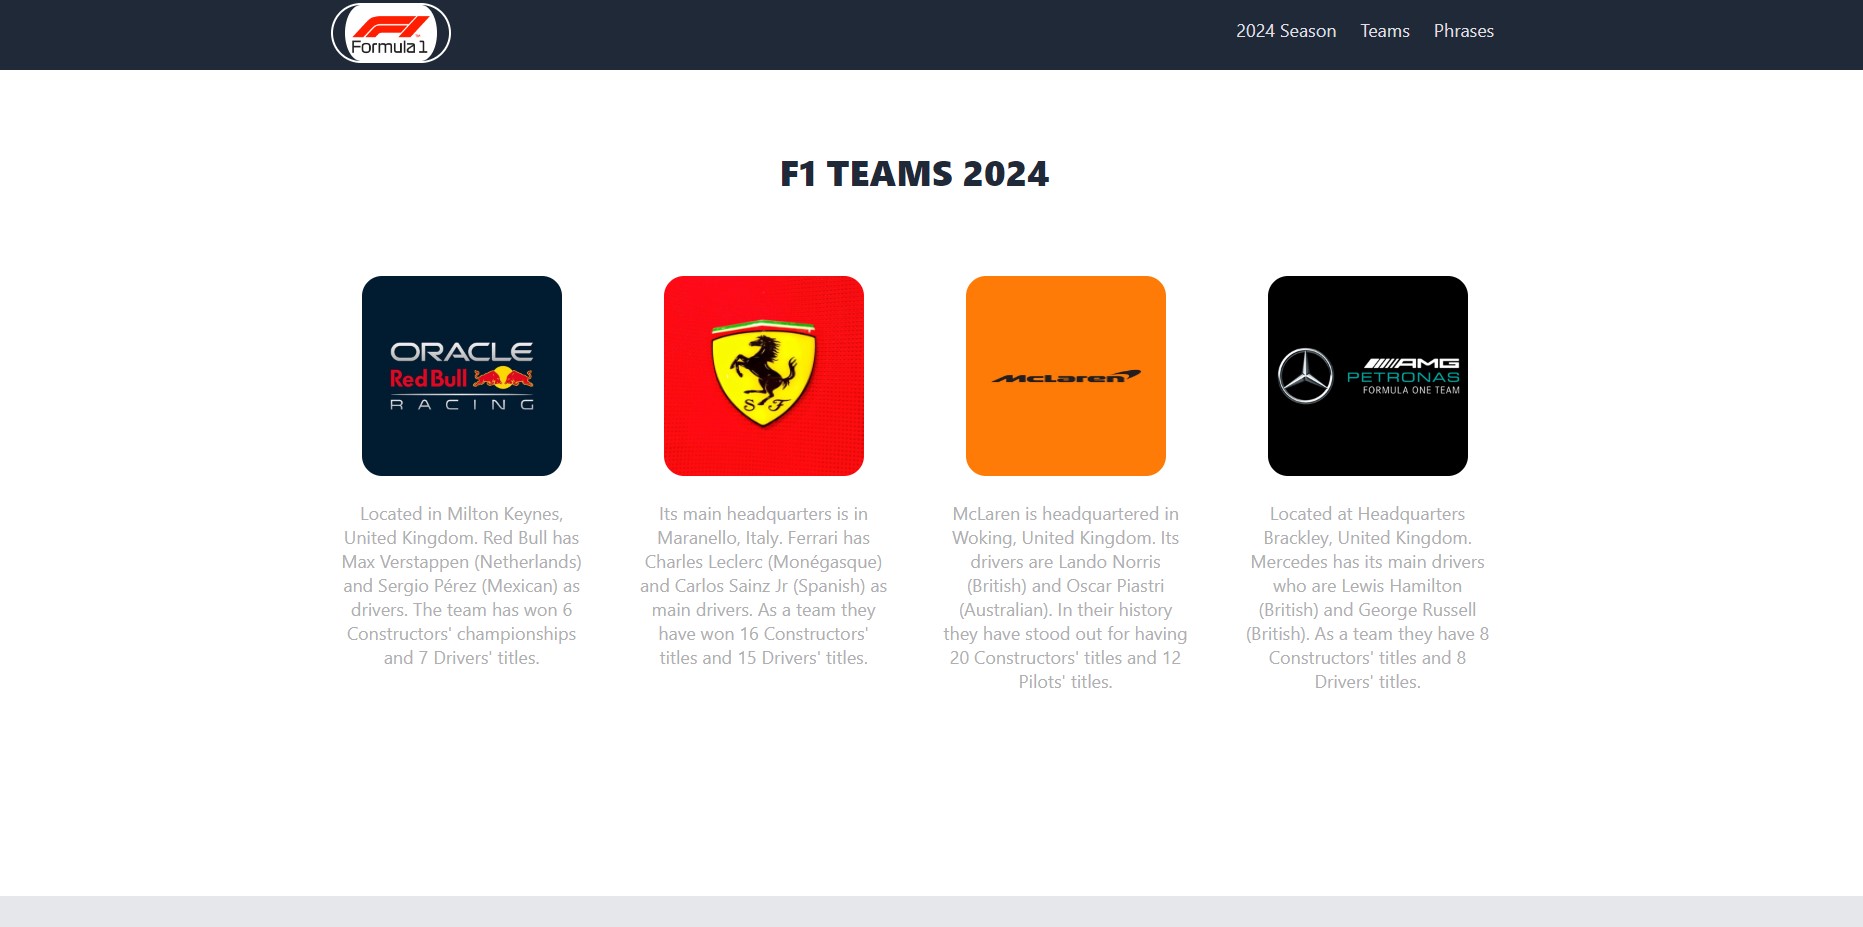 Formula 1
2024 Season Teams Phrases
F1 TEAMS 2024
ORACLE
Red Bull
RACING
S F
McLaren
AMG
PETRONAS
FORMULA ONE TEAM
Located in Milton Keynes,
United Kingdom. Red Bull has
Max Verstappen (Netherlands)
and Sergio Pérez (Mexican) as
drivers. The team has won 6
Constructors' championships
and 7 Drivers' titles.
Its main headquarters is in
Maranello, Italy. Ferrari has
Charles Leclerc (Monégasque)
and Carlos Sainz Jr (Spanish) as
main drivers. As a team they
have won 16 Constructors'
titles and 15 Drivers' titles.
McLaren is headquartered in
Woking, United Kingdom. Its
drivers are Lando Norris
(British) and Oscar Piastri
(Australian). In their history
they have stood out for having
20 Constructors' titles and 12
Pilots' titles.
Located at Headquarters
Brackley, United Kingdom.
Mercedes has its main drivers
who are Lewis Hamilton
(British) and George Russell
(British). As a team they have 8
Constructors' titles and 8
Drivers' titles.